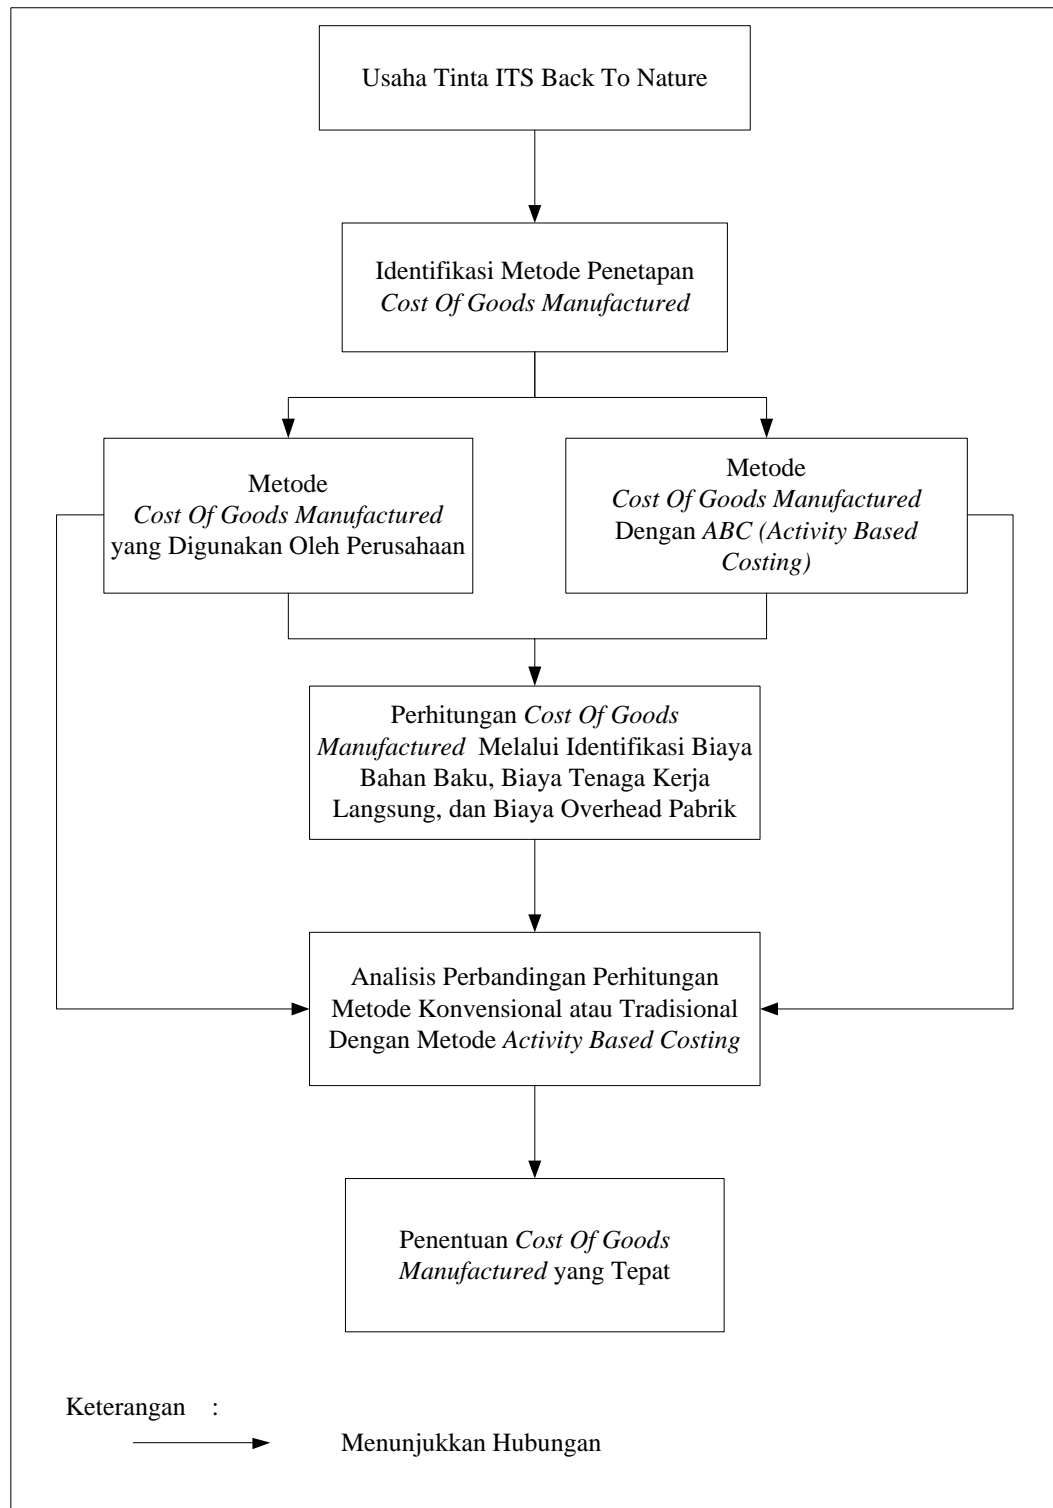 Usaha Tinta ITS Back To Nature
Identifikasi Metode Penetapan
Cost Of Goods Manufactured
Metode
Cost Of Goods Manufactured
yang Digunakan Oleh Perusahaan
Metode
Cost Of Goods Manufactured
Dengan ABC (Activity Based
Costing)
Perhitungan Cost Of Goods
Manufactured Melalui Identifikasi Biaya
Bahan Baku, Biaya Tenaga Kerja
Langsung, dan Biaya Overhead Pabrik
Analisis Perbandingan Perhitungan
Metode Konvensional atau Tradisional
Dengan Metode Activity Based Costing
Penentuan Cost Of Goods
Manufactured yang Tepat
Keterangan :
Menunjukkan Hubungan